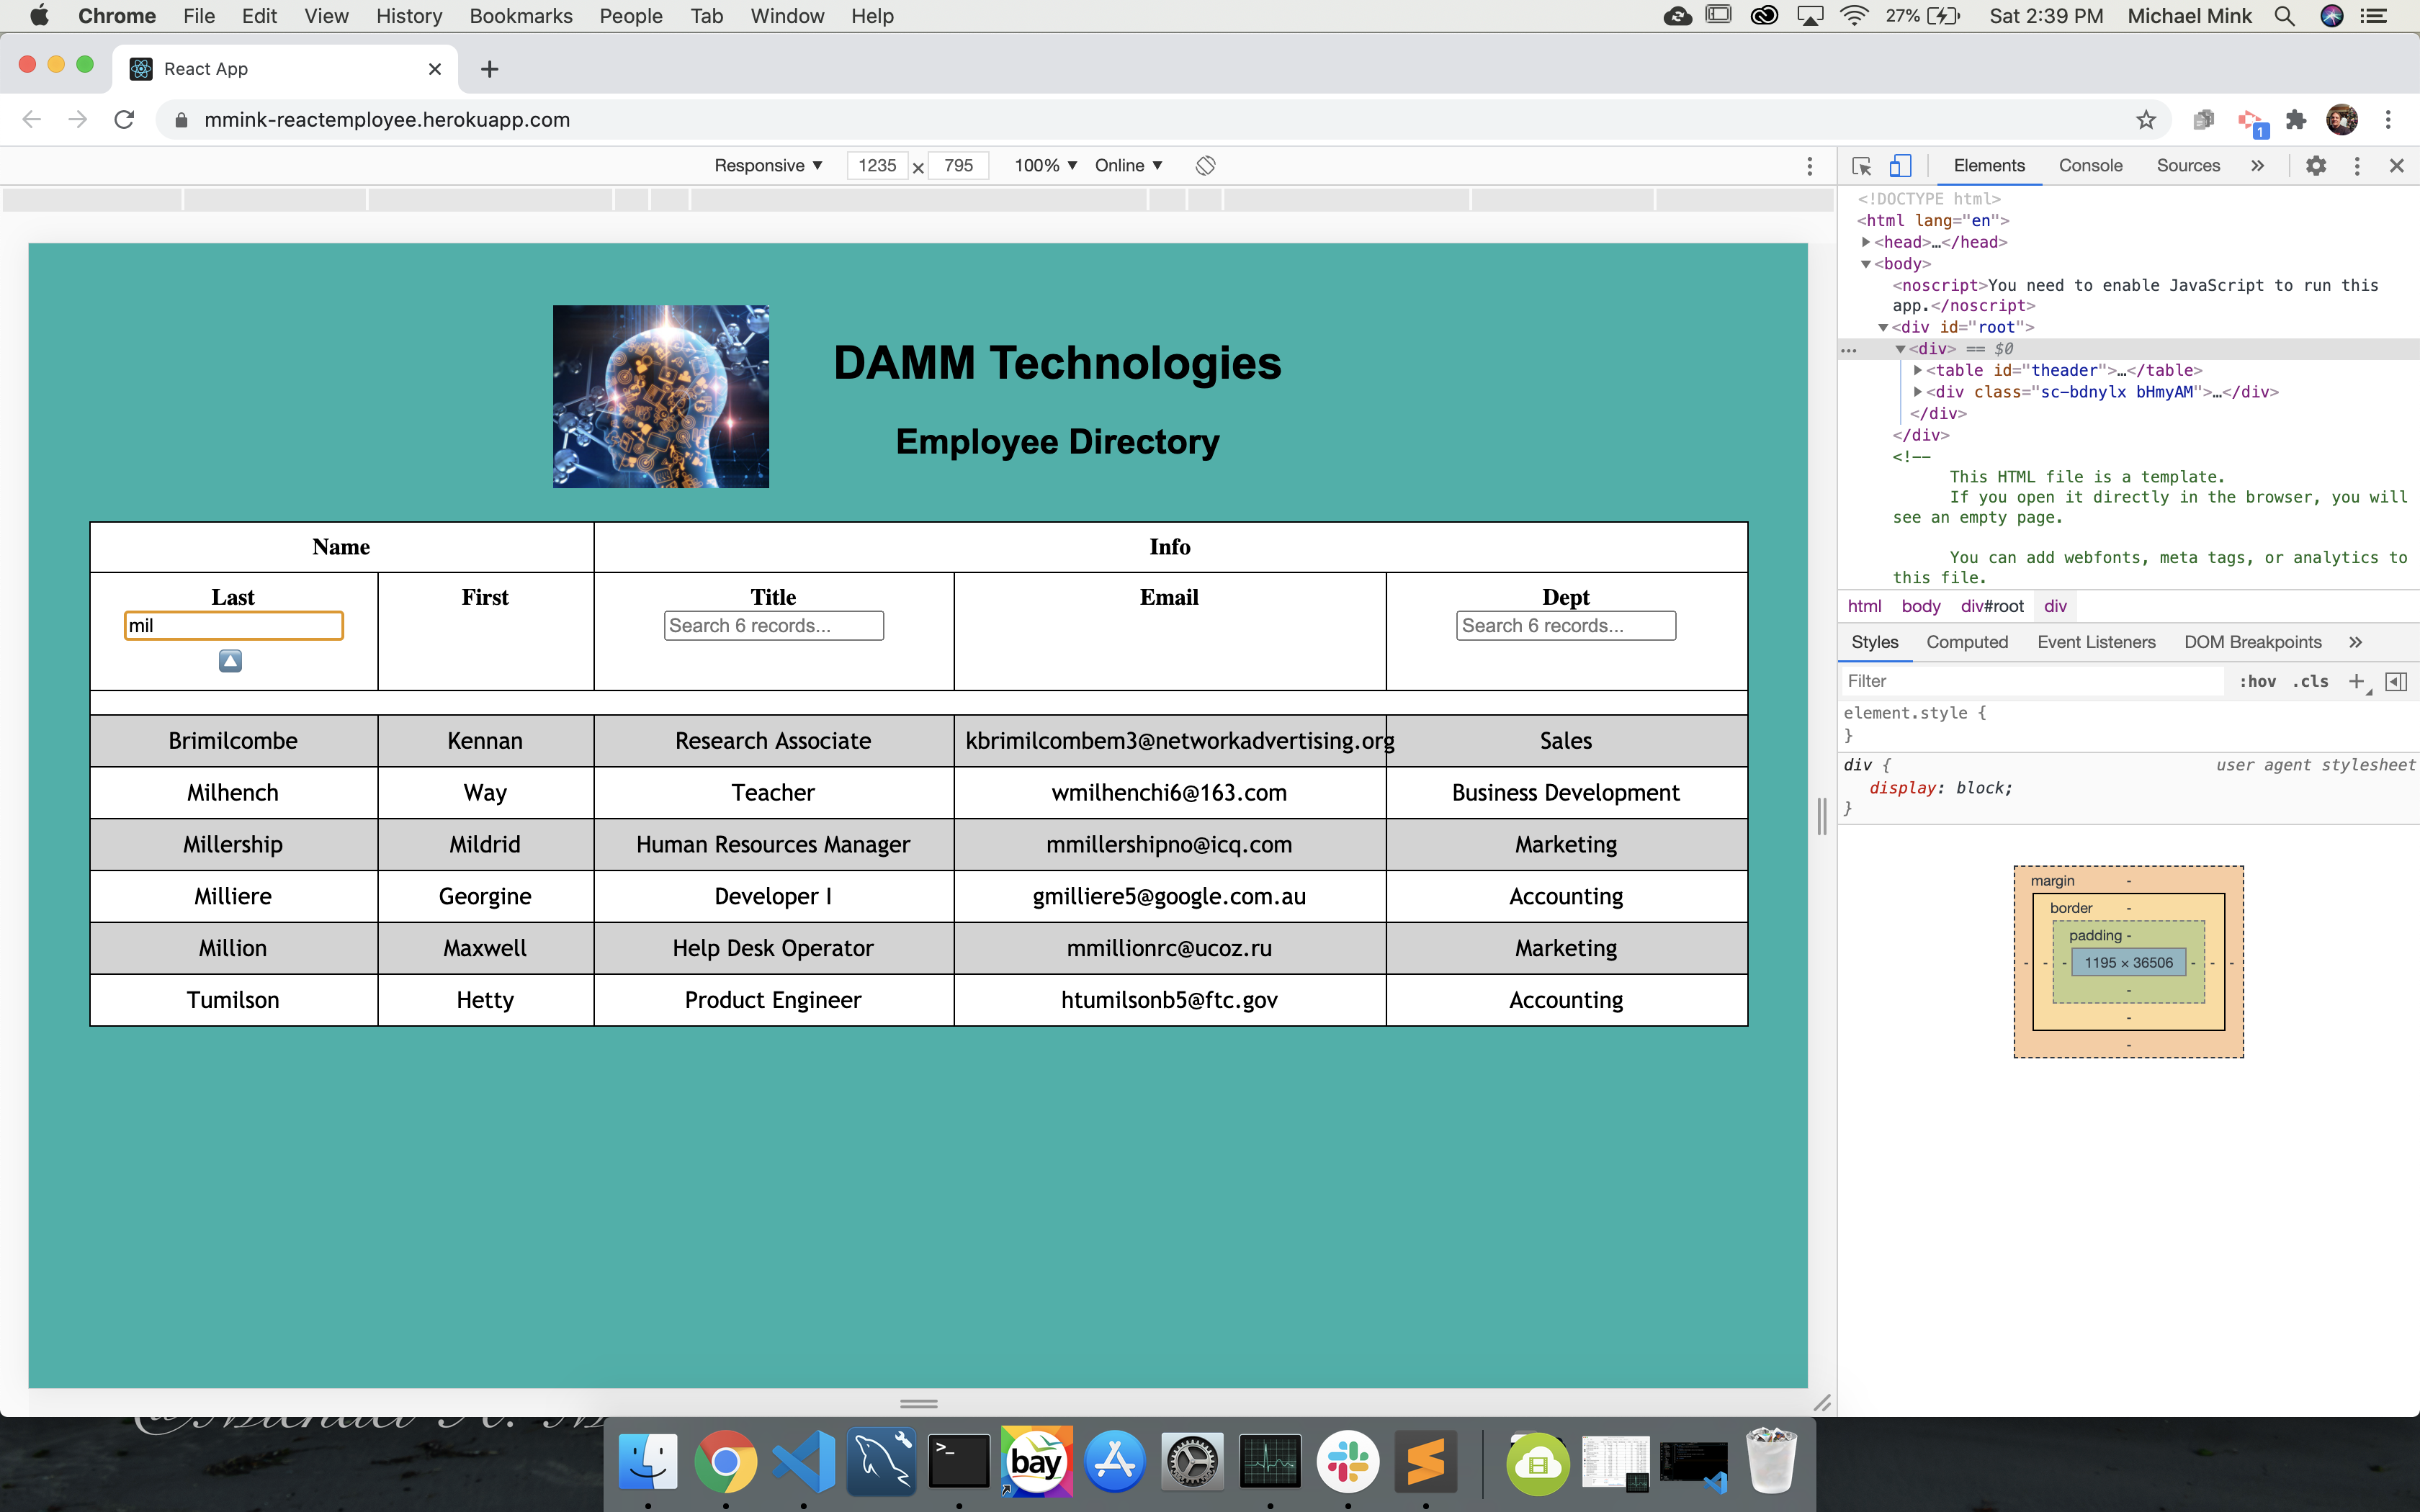 Chrome File Edit View History Bookmarks People Tab Window Help 27% Sat 2:39 PM Michael Mink
React App
mmink-reactemployee.herokuapp.com 1
Responsive ▼ 1235 × 795 100% ▼ Online ▼
DAMM Technologies
Employee Directory
Name Info
Last First Title Email Dept
mil Search 6 records... Search 6 records...
Brimilcombe Kennan Research Associate kbrimilcombem3@networkadvertising.org Sales
Milhench Way Teacher wmilhenchi6@163.com Business Development
Millership Mildrid Human Resources Manager mmillershipno@icq.com Marketing
Milliere Georgine Developer I gmilliere5@google.com.au Accounting
Million Maxwell Help Desk Operator mmillionrc@ucoz.ru Marketing
Tumilson Hetty Product Engineer htumilsonb5@ftc.gov Accounting
Elements Console Sources »
<!DOCTYPE html>
<html lang="en">
▶<head>…</head>
▼<body>
<noscript>You need to enable JavaScript to run this
app.</noscript>
▼<div id="root">
… ▼<div> == $0
▶<table id="theader">…</table>
▶<div class="sc-bdnylx bHmyAM">…</div>
</div>
</div>
<!--
This HTML file is a template.
If you open it directly in the browser, you will
see an empty page.
You can add webfonts, meta tags, or analytics to
this file.
html body div#root div
Styles Computed Event Listeners DOM Breakpoints »
Filter :hov .cls +
element.style {
}
div { user agent stylesheet
display: block;
}
margin -
border -
padding -
- - - 1195 × 36506 - - -
-
-
-
bay